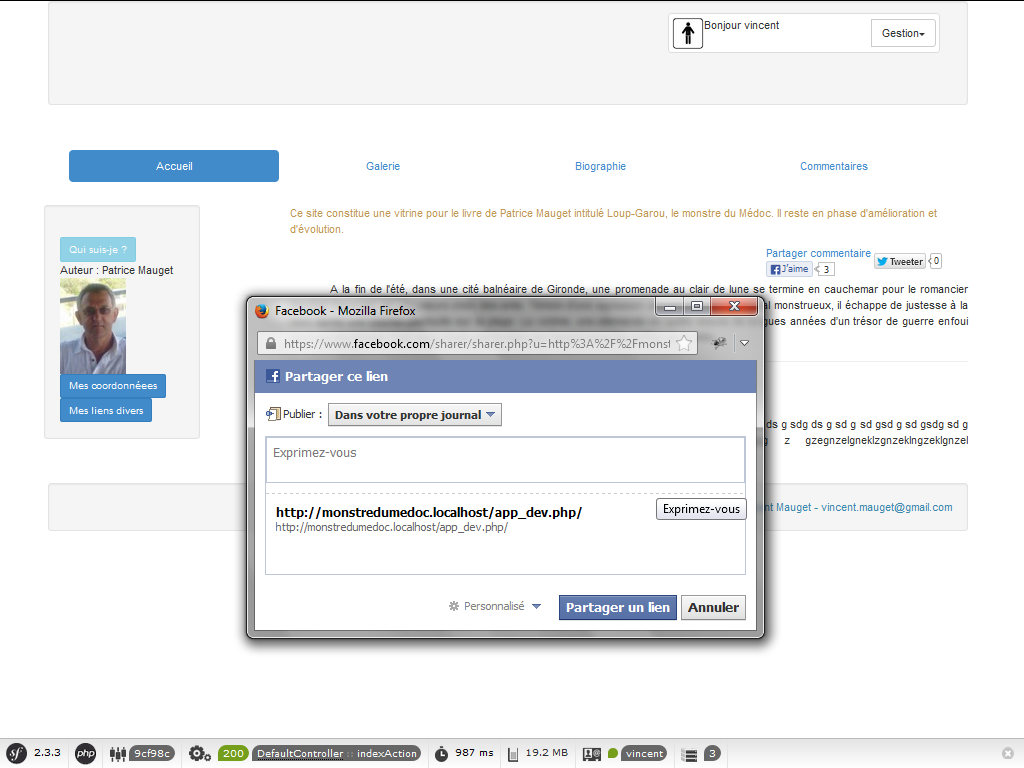 Bonjour vincent
Gestion
Accueil
Galerie
Biographie
Commentaires
Qui suis-je ?
Auteur : Patrice Mauget
Mes coordonnéees
Mes liens divers
Ce site constitue une vitrine pour le livre de Patrice Mauget intitulé Loup-Garou, le monstre du Médoc. Il reste en phase d'amélioration et
d'évolution.
Partager commentaire
J'aime
3
Tweeter
0
A la fin de l'été, dans une cité balnéaire de Gironde, une promenade au clair de lune se termine en cauchemar pour le romancier
al monstrueux, il échappe de justesse à la
gues années d'un trésor de guerre enfoui
Facebook - Mozilla Firefox
https://www.facebook.com/sharer/sharer.php?u=http%3A%2F%2Fmonst
Partager ce lien
Publier :
Dans votre propre journal
Exprimez-vous
http://monstredumedoc.localhost/app_dev.php/
http://monstredumedoc.localhost/app_dev.php/
Exprimez-vous
Personnalisé
Partager un lien
Annuler
ds g sdg ds g sd g sd gsd g sd gsdg sd g
g z gzegnzelgneklzgnzeklngzeklgnzel
nt Mauget - vincent.mauget@gmail.com
sf
2.3.3
php
9cf98c
200
DefaultController :: indexAction
987 ms
19.2 MB
vincent
3